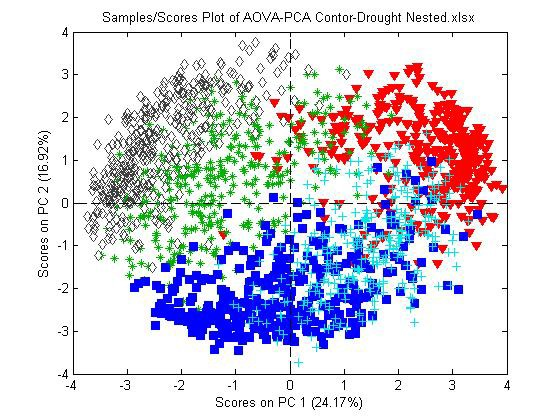 Samples/Scores Plot of AOVA-PCA Contor-Drought Nested.xlsx
4
3
2
1
0
-1
-2
-3
-4
Scores on PC 2 (16.92%)
-4 -3 -2 -1 0 1 2 3 4
Scores on PC 1 (24.17%)